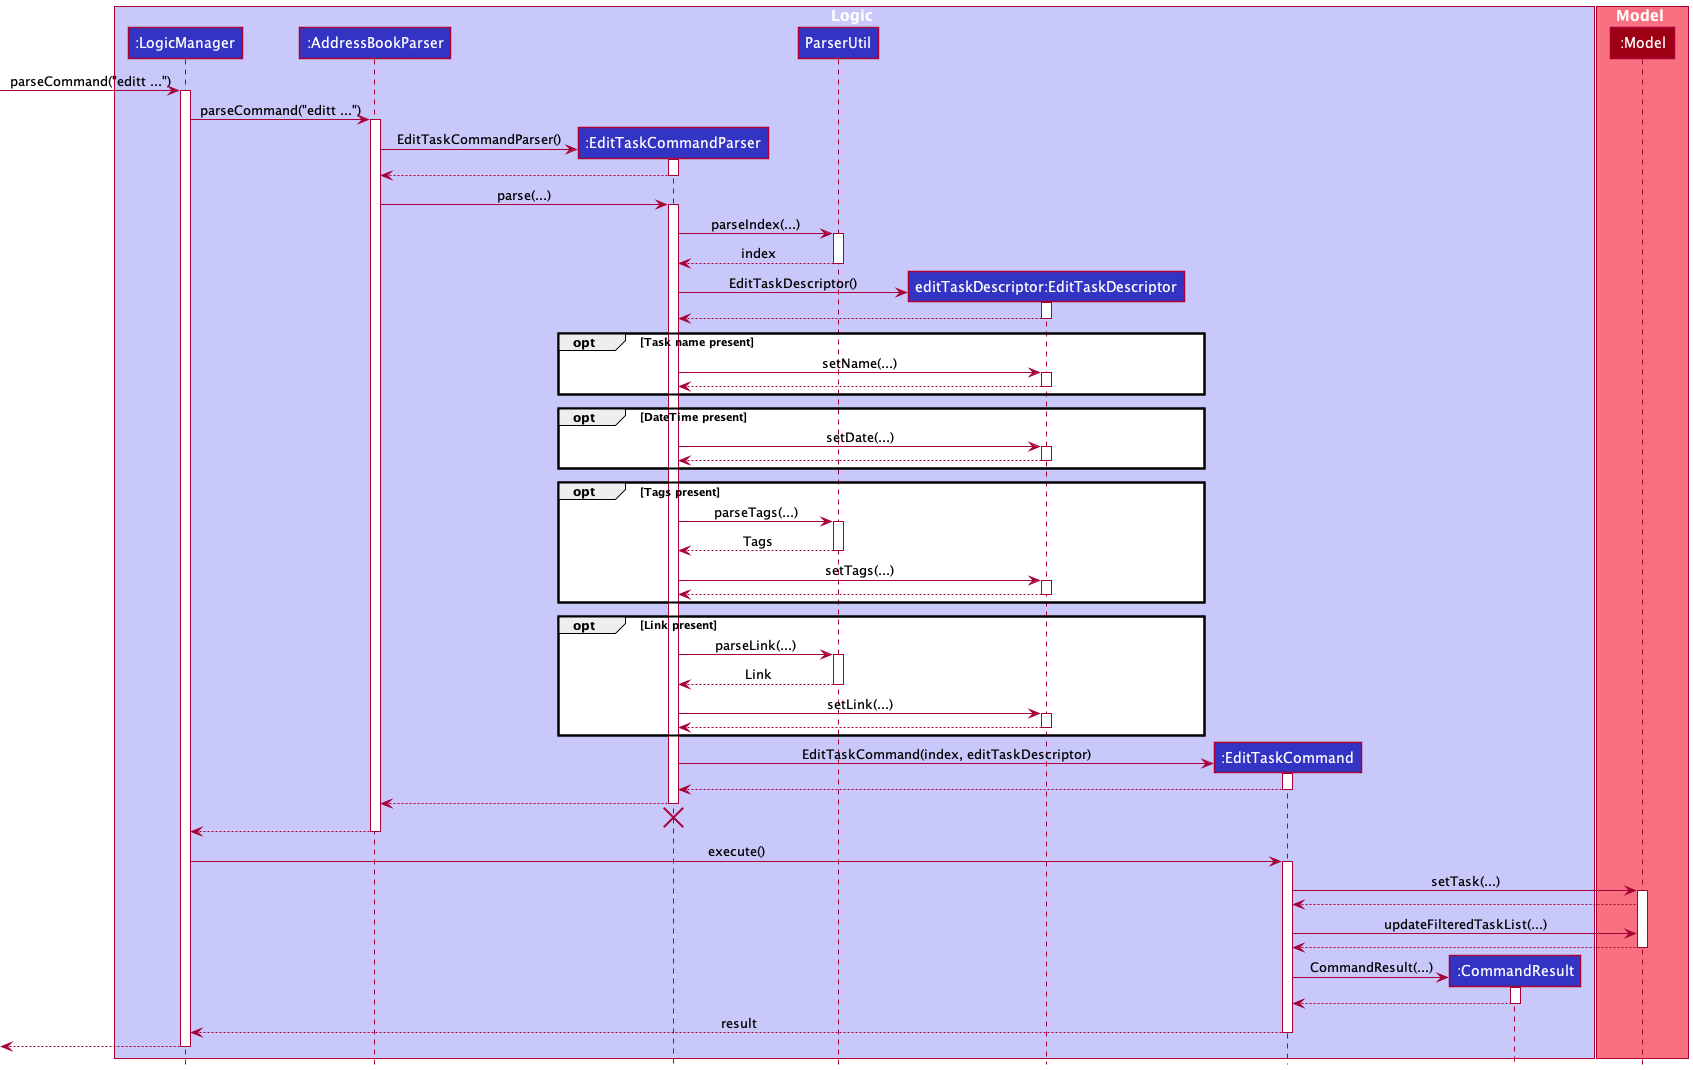 Logic
Model
:LogicManager
:AddressBookParser
ParserUtil
:Model
parseCommand("editt ...")
parseCommand("editt ...")
EditTaskCommandParser()
:EditTaskCommandParser
parse(...)
parseIndex(...)
index
EditTaskDescriptor()
editTaskDescriptor:EditTaskDescriptor
opt
[Task name present]
setName(...)
opt
[DateTime present]
setDate(...)
opt
[Tags present]
parseTags(...)
Tags
setTags(...)
opt
[Link present]
parseLink(...)
Link
setLink(...)
EditTaskCommand(index, editTaskDescriptor)
:EditTaskCommand
execute()
setTask(...)
updateFilteredTaskList(...)
CommandResult(...)
:CommandResult
result